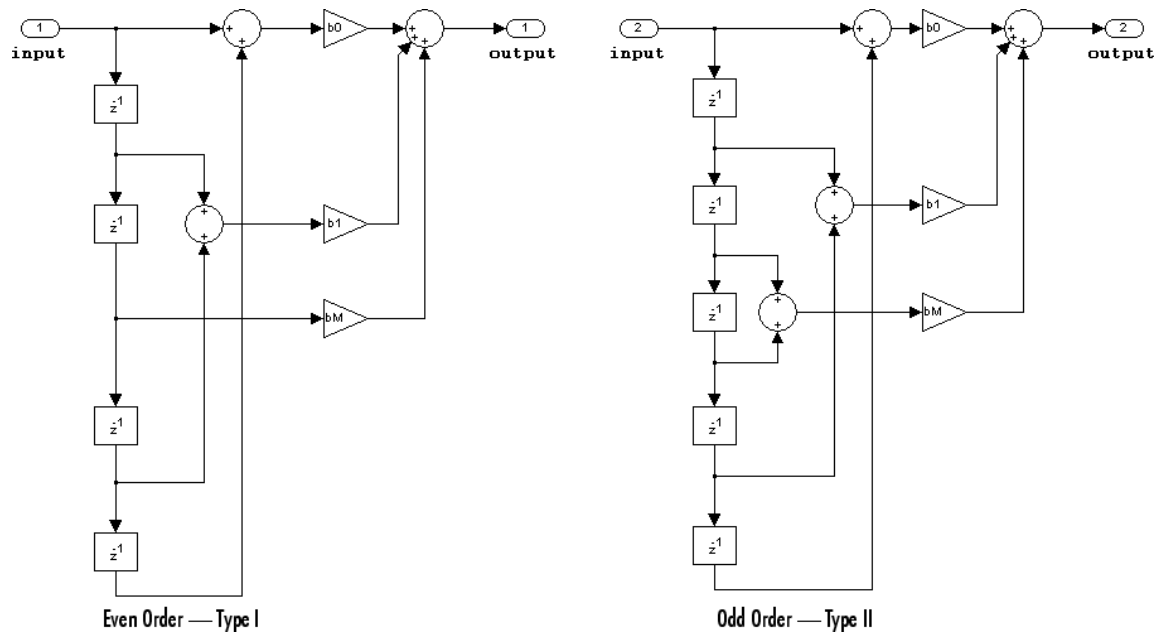 1
input
+
+
b0
+
+
+
1
output
z-1
z-1
+
+
b1
bM
z-1
z-1
Even Order — Type I
2
input
+
+
b0
+
+
+
2
output
z-1
z-1
+
+
b1
z-1
+
+
bM
z-1
z-1
Odd Order — Type II